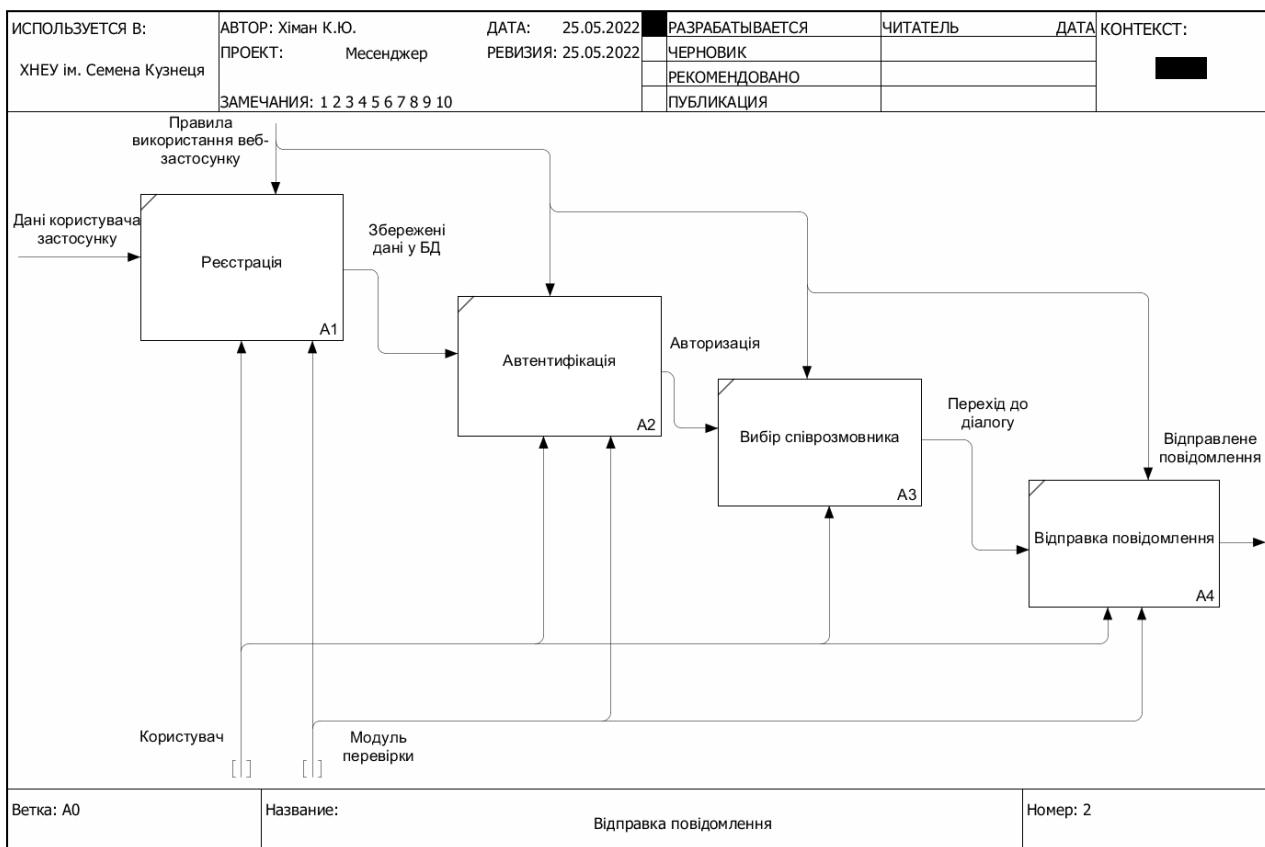 ИСПОЛЬЗУЕТСЯ В:
ХНЕУ ім. Семена Кузнеця
АВТОР: Хіман К.Ю.
ДАТА: 25.05.2022
ПРОЕКТ: Месенджер
РЕВИЗИЯ: 25.05.2022
ЗАМЕЧАНИЯ: 1 2 3 4 5 6 7 8 9 10
РАЗРАБАТЫВАЕТСЯ
ЧЕРНОВИК
РЕКОМЕНДОВАНО
ПУБЛИКАЦИЯ
ЧИТАТЕЛЬ
ДАТА
КОНТЕКСТ:
Правила
використання веб-
застосунку
Дані користувача
застосунку
Реєстрація
A1
Збережені
дані у БД
Автентифікація
A2
Авторизація
Вибір співрозмовника
A3
Перехід до
діалогу
Відправлене
повідомлення
Відправка повідомлення
A4
Користувач
Модуль
перевірки
Ветка: A0
Название:
Відправка повідомлення
Номер: 2